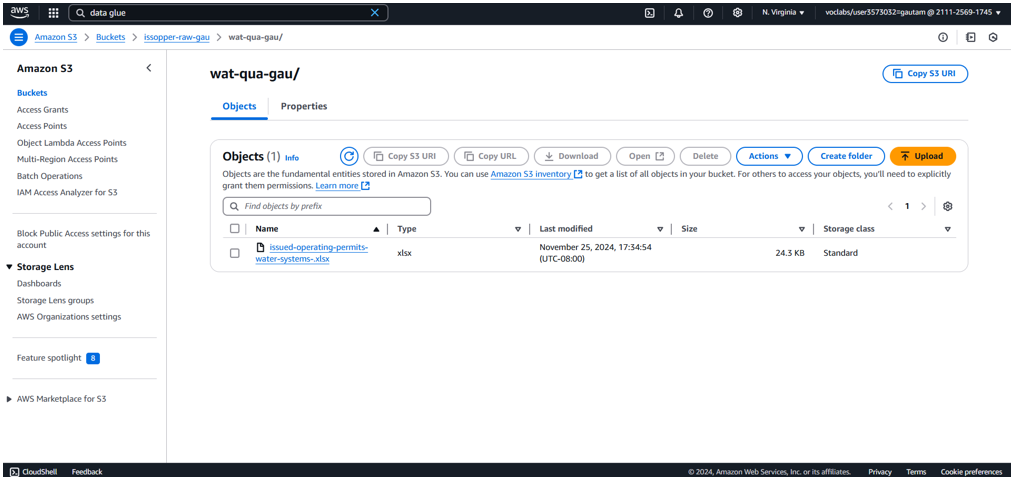 aws
data glue
N. Virginia
voclabs/user3573032=gautam @ 2111-2569-1745
Amazon S3 > Buckets > issopper-raw-gau > wat-qua-gau/
Amazon S3
Buckets
Access Grants
Access Points
Object Lambda Access Points
Multi-Region Access Points
Batch Operations
IAM Access Analyzer for S3
Block Public Access settings for this
account
Storage Lens
Dashboards
Storage Lens groups
AWS Organizations settings
Feature spotlight 8
AWS Marketplace for S3
wat-qua-gau/
Copy S3 URI
Objects Properties
Objects (1) Info
Copy S3 URI Copy URL Download Open Delete Actions Create folder Upload
Objects are the fundamental entities stored in Amazon S3. You can use Amazon S3 inventory to get a list of all objects in your bucket. For others to access your objects, you'll need to explicitly
grant them permissions. Learn more
Find objects by prefix
1
Name Type Last modified Size Storage class
issued-operating-permits-
water-systems-.xlsx
xlsx
November 25, 2024, 17:34:54
(UTC-08:00)
24.3 KB
Standard
CloudShell Feedback
© 2024, Amazon Web Services, Inc. or its affiliates. Privacy Terms Cookie preferences